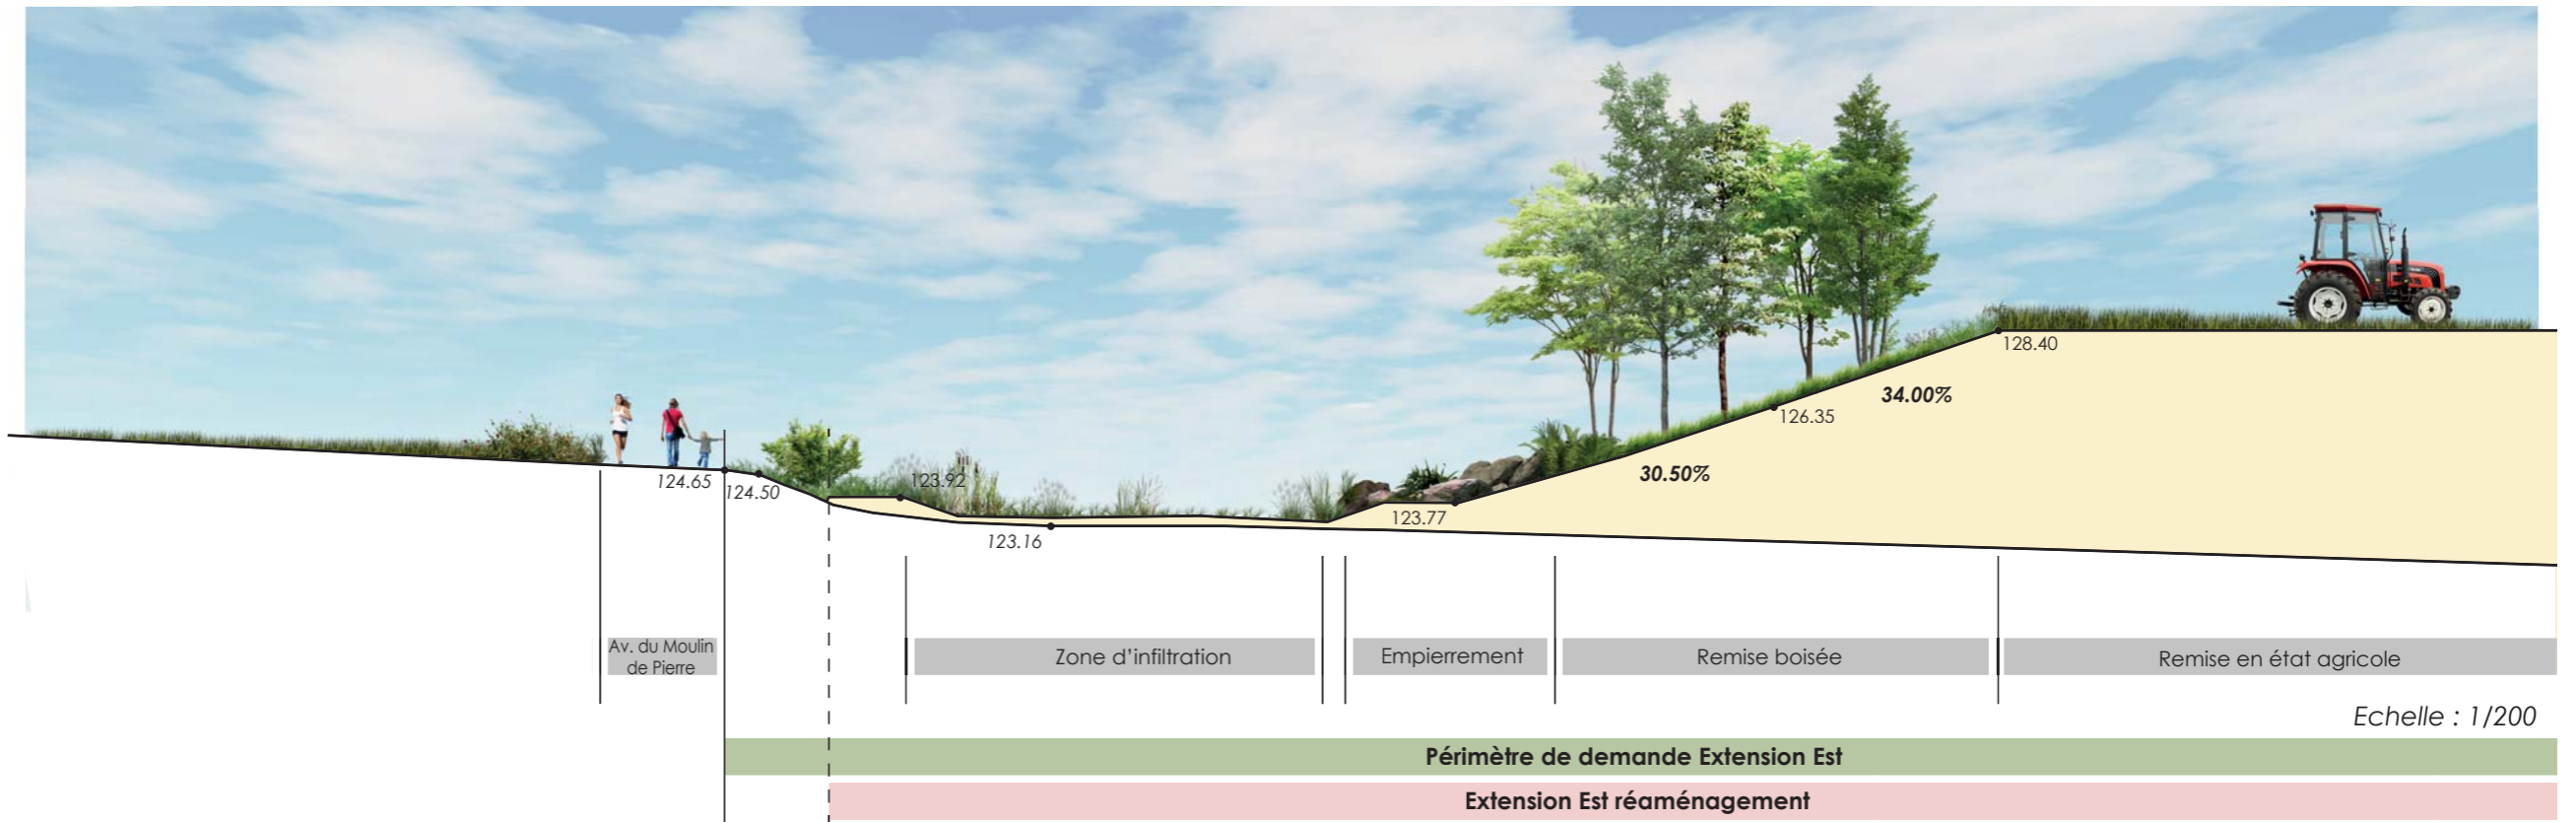 128.40
34.00%
126.35
30.50%
124.65
124.50
123.92
123.77
123.16
Av. du Moulin
de Pierre
Zone d'infiltration
Empierrement
Remise boisée
Remise en état agricole
Echelle : 1/200
Périmètre de demande Extension Est
Extension Est réaménagement